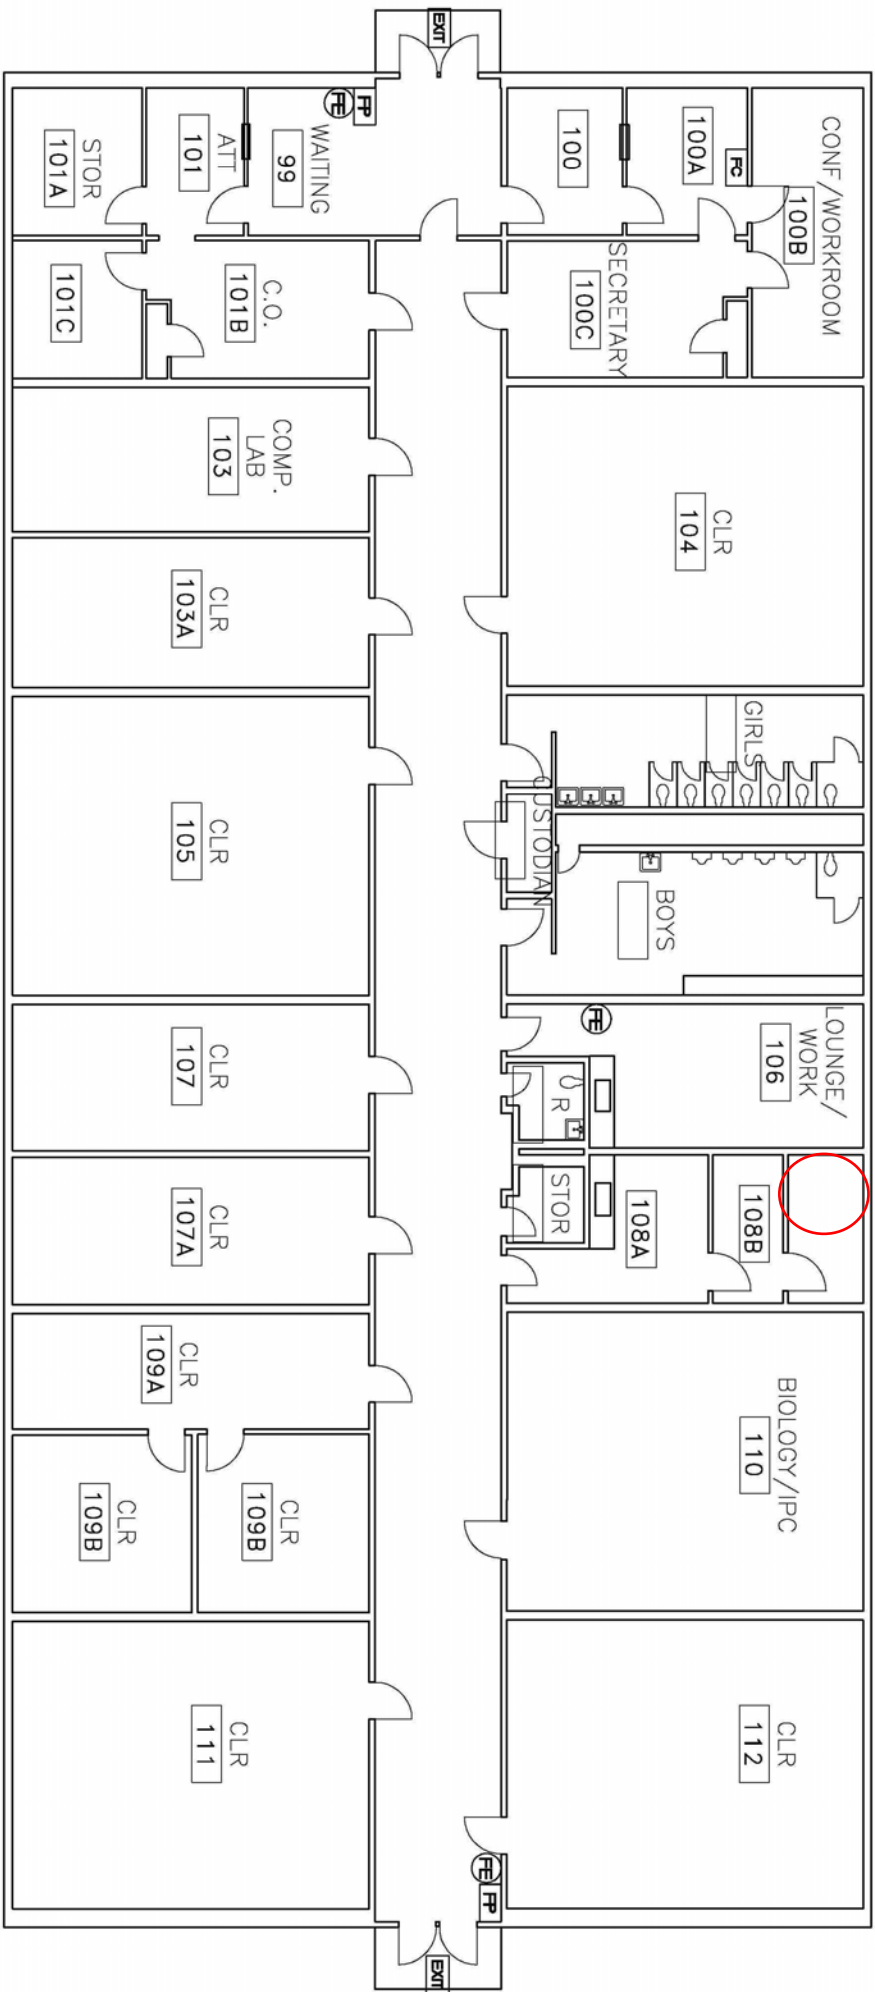 EXIT
CONF/WORKROOM
100B
100A
FC
100
SECRETARY
100C
WAITING
99
FP
FE
ATT
101
STOR
101A
C.O.
101B
101C
COMP.
LAB
103
CLR
104
CLR
103A
GIRLS
CUSTODIAN
BOYS
CLR
105
LOUNGE/
WORK
106
FE
R
CLR
107
STOR
108A
108B
CLR
107A
BIOLOGY/IPC
110
CLR
109A
CLR
109B
CLR
109B
CLR
112
CLR
111
FE
FP
EXIT